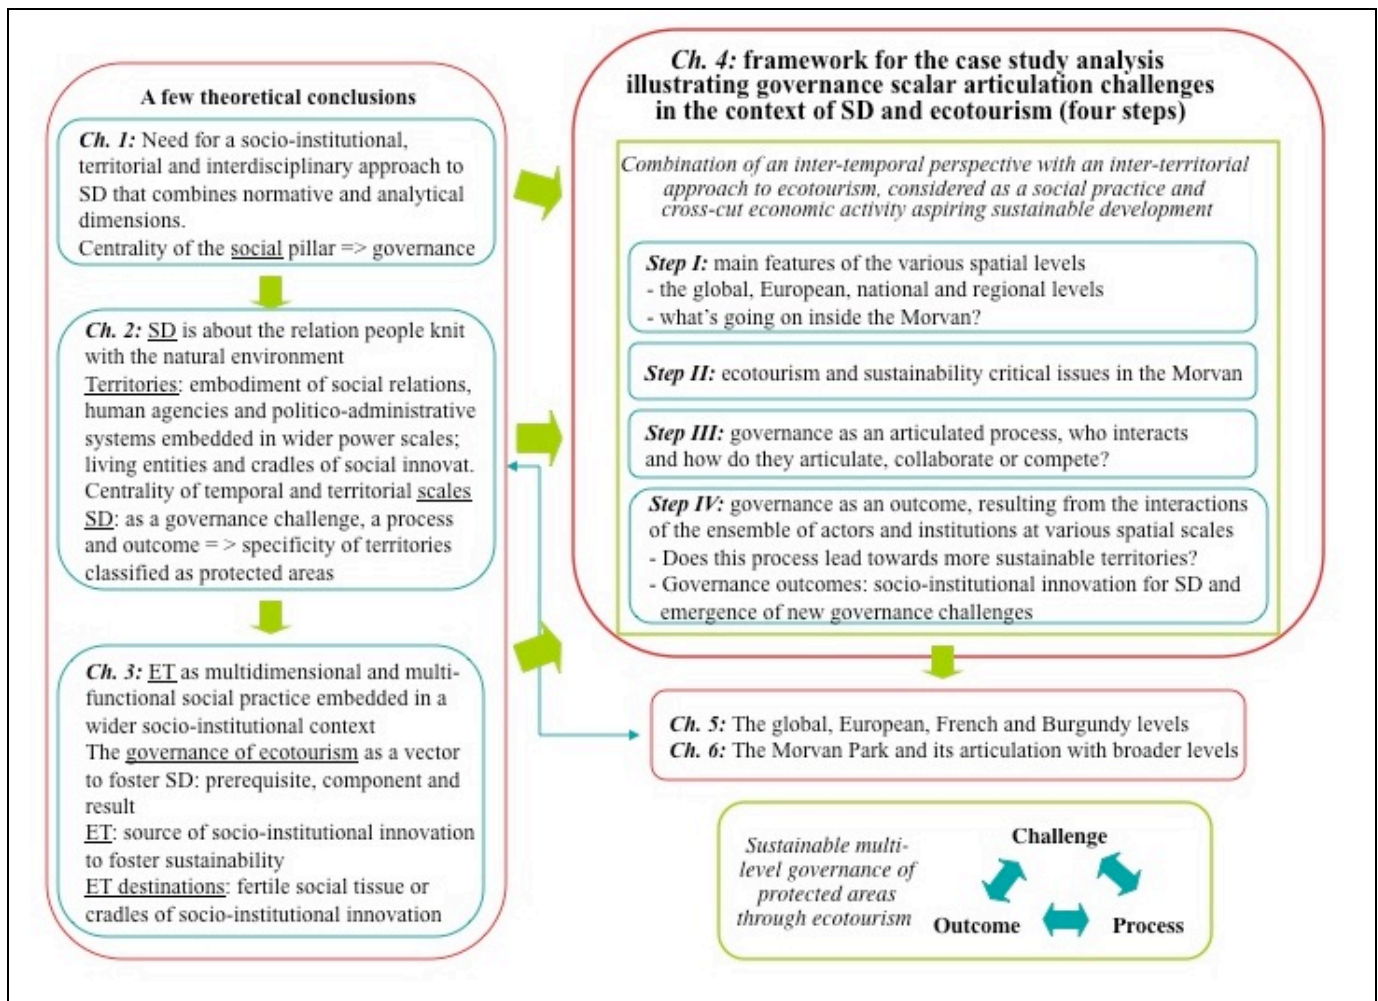 A few theoretical conclusions
Ch. 1: Need for a socio-institutional,
territorial and interdisciplinary approach to
SD that combines normative and analytical
dimensions.
Centrality of the social pillar => governance
Ch. 2: SD is about the relation people knit
with the natural environment
Territories: embodiment of social relations,
human agencies and politico-administrative
systems embedded in wider power scales;
living entities and cradles of social innovat.
Centrality of temporal and territorial scales
SD: as a governance challenge, a process
and outcome = > specificity of territories
classified as protected areas
Ch. 3: ET as multidimensional and multi-
functional social practice embedded in a
wider socio-institutional context
The governance of ecotourism as a vector
to foster SD: prerequisite, component and
result
ET: source of socio-institutional innovation
to foster sustainability
ET destinations: fertile social tissue or
cradles of socio-institutional innovation
Ch. 4: framework for the case study analysis
illustrating governance scalar articulation challenges
in the context of SD and ecotourism (four steps)
Combination of an inter-temporal perspective with an inter-territorial
approach to ecotourism, considered as a social practice and
cross-cut economic activity aspiring sustainable development
Step I: main features of the various spatial levels
- the global, European, national and regional levels
- what's going on inside the Morvan?
Step II: ecotourism and sustainability critical issues in the Morvan
Step III: governance as an articulated process, who interacts
and how do they articulate, collaborate or compete?
Step IV: governance as an outcome, resulting from the interactions
of the ensemble of actors and institutions at various spatial scales
- Does this process lead towards more sustainable territories?
- Governance outcomes: socio-institutional innovation for SD and
emergence of new governance challenges
Ch. 5: The global, European, French and Burgundy levels
Ch. 6: The Morvan Park and its articulation with broader levels
Sustainable multi-
level governance of
protected areas
through ecotourism
Challenge
Outcome
Process